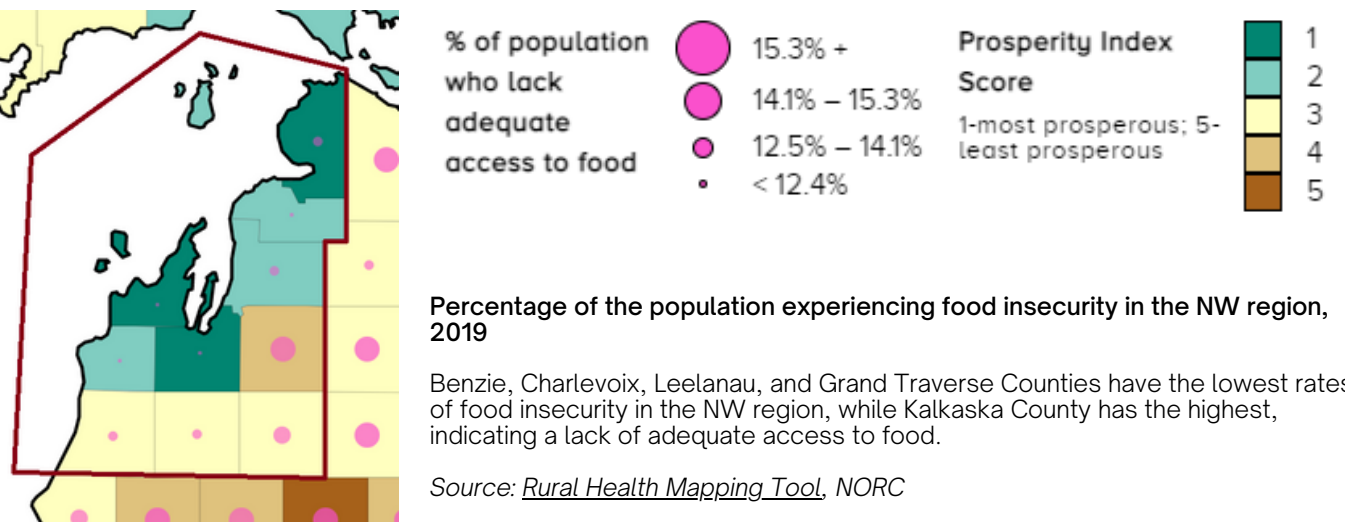 % of population
who lack
adequate
access to food
15.3% +
14.1% – 15.3%
12.5% – 14.1%
< 12.4%
Prosperity Index
Score
1-most prosperous; 5-
least prosperous
1
2
3
4
5
Percentage of the population experiencing food insecurity in the NW region,
2019
Benzie, Charlevoix, Leelanau, and Grand Traverse Counties have the lowest rates
of food insecurity in the NW region, while Kalkaska County has the highest,
indicating a lack of adequate access to food.
Source: Rural Health Mapping Tool, NORC